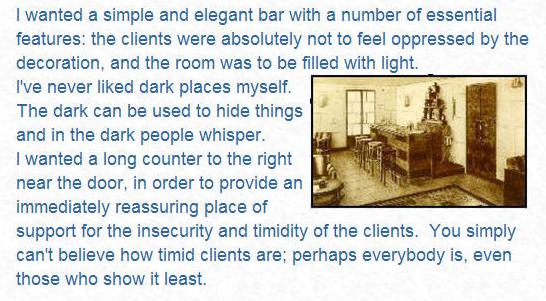 I wanted a simple and elegant bar with a number of essential
features: the clients were absolutely not to feel oppressed by the
decoration, and the room was to be filled with light.
I've never liked dark places myself.
The dark can be used to hide things
and in the dark people whisper.
I wanted a long counter to the right
near the door, in order to provide an
immediately reassuring place of
support for the insecurity and timidity of the clients.  You simply
can't believe how timid clients are; perhaps everybody is, even
those who show it least.